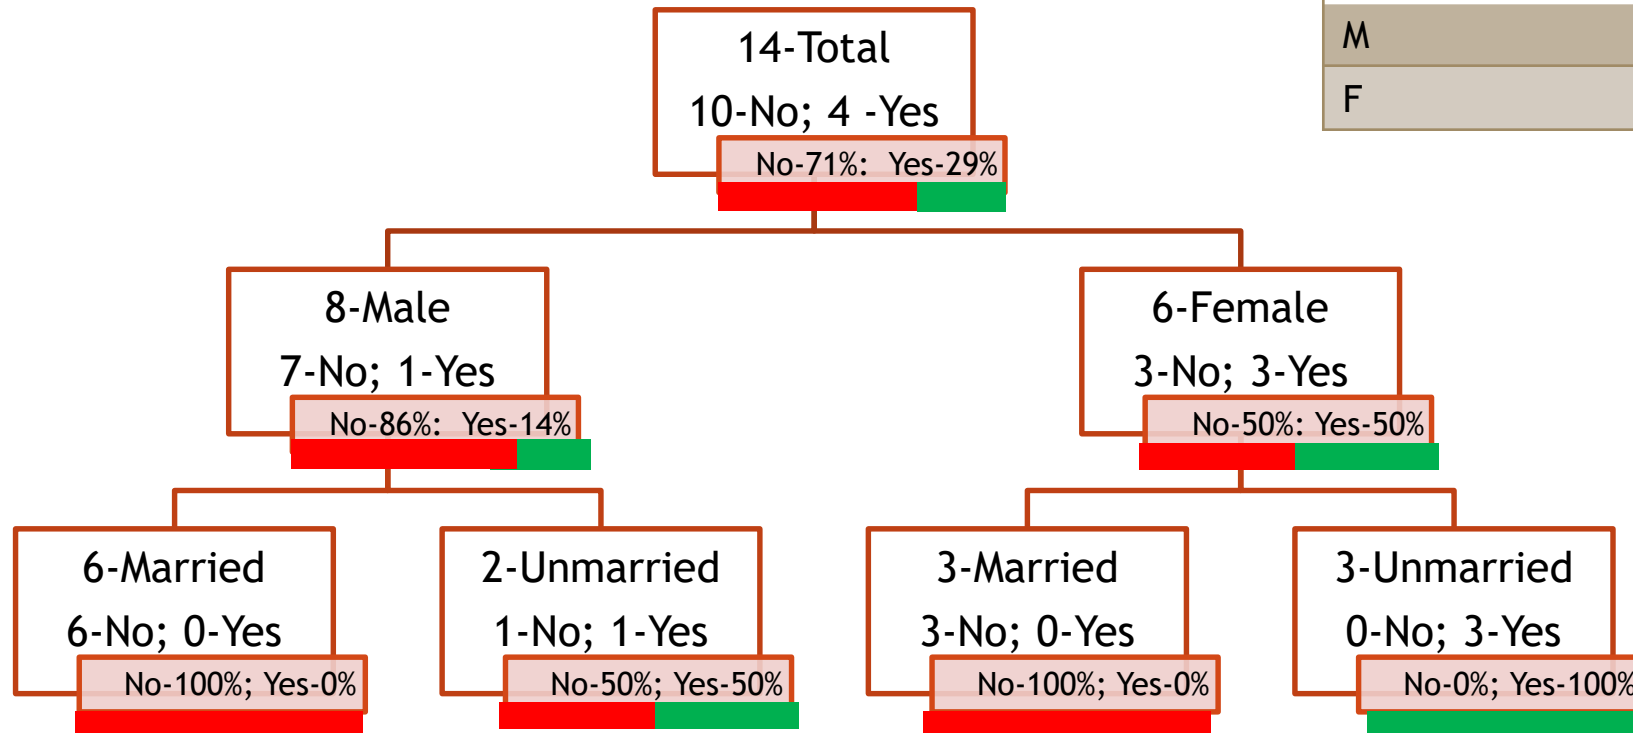 14-Total
10-No; 4 -Yes
No-71%: Yes-29%
M
F
8-Male
7-No; 1-Yes
No-86%: Yes-14%
6-Female
3-No; 3-Yes
No-50%: Yes-50%
6-Married
6-No; 0-Yes
No-100%; Yes-0%
2-Unmarried
1-No; 1-Yes
No-50%; Yes-50%
3-Married
3-No; 0-Yes
No-100%; Yes-0%
3-Unmarried
0-No; 3-Yes
No-0%; Yes-100%